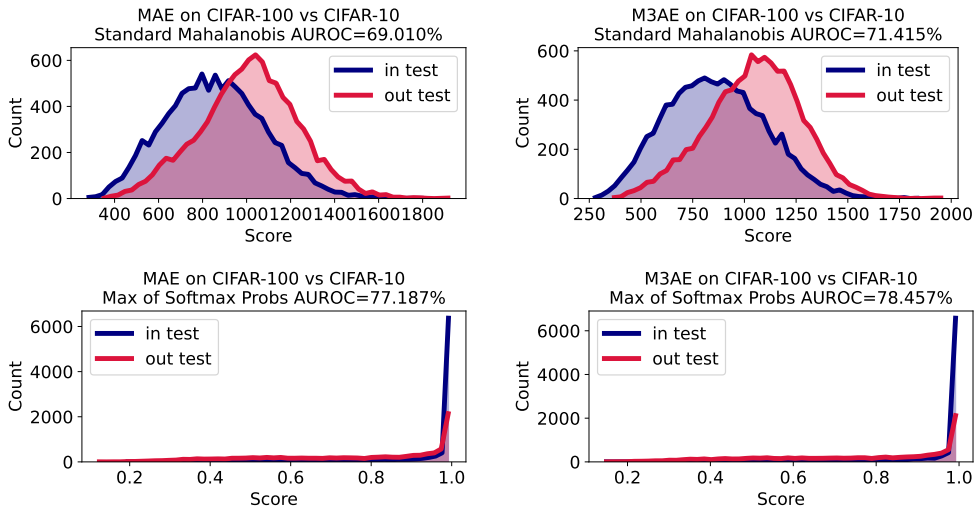 MAE on CIFAR-100 vs CIFAR-10
Standard Mahalanobis AUROC=69.010%
Count
600
400
200
0
in test
out test
400 600 800 1000 1200 1400 1600 1800
Score
M3AE on CIFAR-100 vs CIFAR-10
Standard Mahalanobis AUROC=71.415%
Count
600
400
200
0
in test
out test
250 500 750 1000 1250 1500 1750 2000
Score
MAE on CIFAR-100 vs CIFAR-10
Max of Softmax Probs AUROC=77.187%
Count
6000
4000
2000
0
in test
out test
0.2 0.4 0.6 0.8 1.0
Score
M3AE on CIFAR-100 vs CIFAR-10
Max of Softmax Probs AUROC=78.457%
Count
6000
4000
2000
0
in test
out test
0.2 0.4 0.6 0.8 1.0
Score